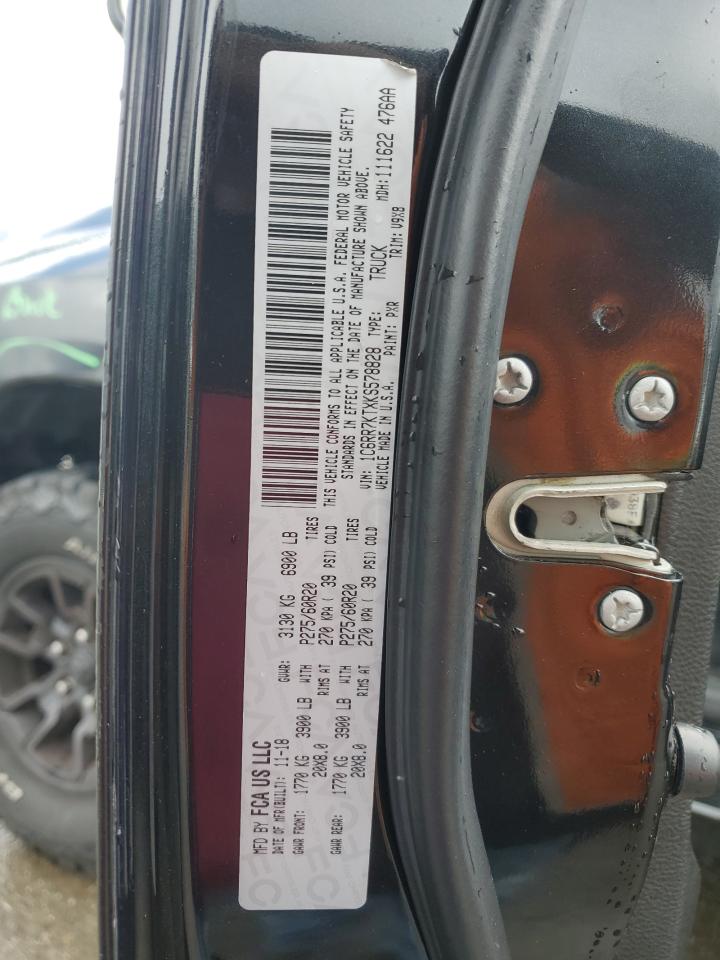 MFD BY FCA US LLC
DATE OF MFR(BUILT): 11-18 GVWR: 3130 KG 6900 LB
GAWR FRONT: 1770 KG 3900 LB WITH P275/60R20 TIRES
20X8.0 RIMS AT 270 KPA ( 39 PSI) COLD
GAWR REAR: 1770 KG 3900 LB WITH P275/60R20 TIRES
20X8.0 RIMS AT 270 KPA ( 39 PSI) COLD
THIS VEHICLE CONFORMS TO ALL APPLICABLE U.S.A. FEDERAL MOTOR VEHICLE SAFETY
STANDARDS IN EFFECT ON THE DATE OF MANUFACTURE SHOWN ABOVE.
VIN: 1C6RR7KTXKS578828 TYPE: TRUCK MDH:111622 476AA
VEHICLE MADE IN U.S.A. PAINT: PXR TRIM: V9X8